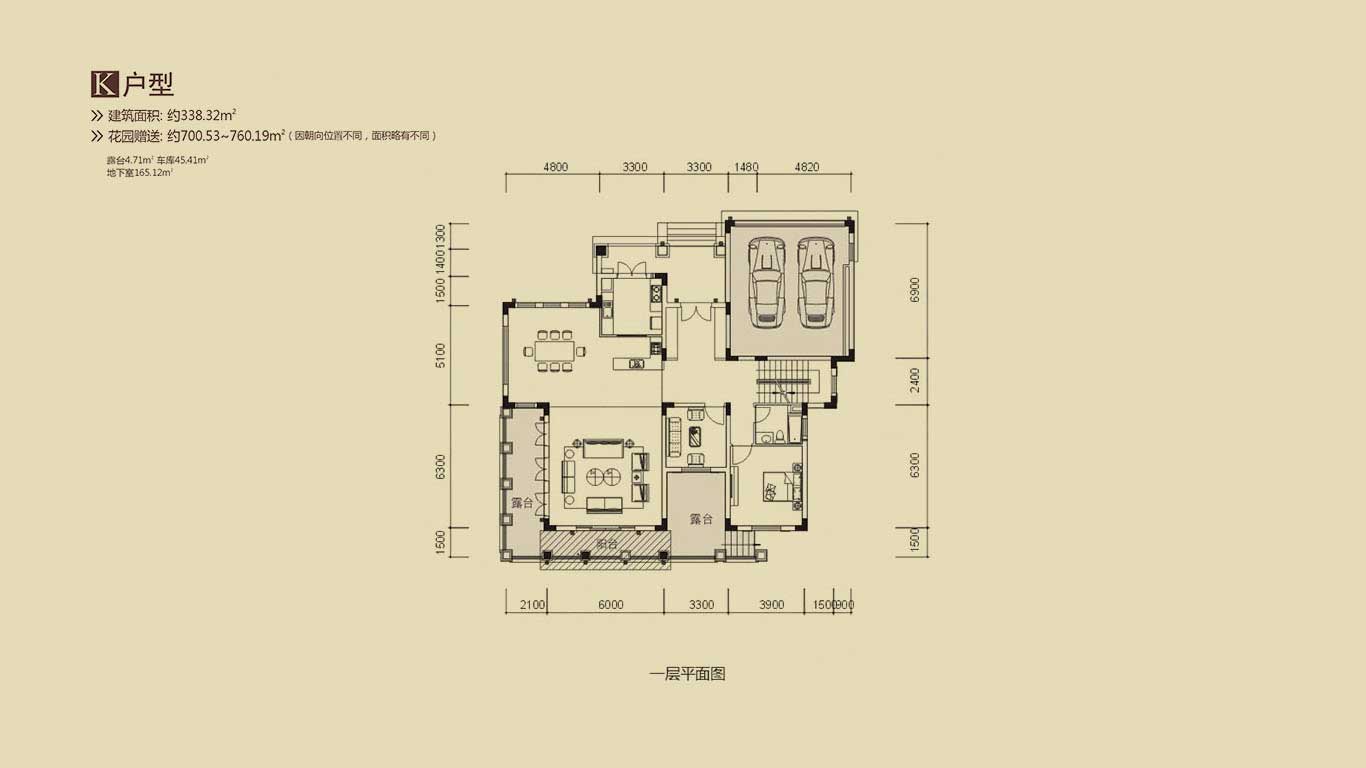 K户型
建筑面积: 约338.32m²
花园赠送: 约700.53~760.19m²(因朝向位置不同，面积略有不同)
露台4.71m² 车库45.41m²
地下室165.12m²
4800 3300 3300 1480 4820
1300
1400
1500
5100
6300
1500
6900
2400
6300
1500
露台
露台
露台
2100 6000 3300 3900 1500 900
一层平面图